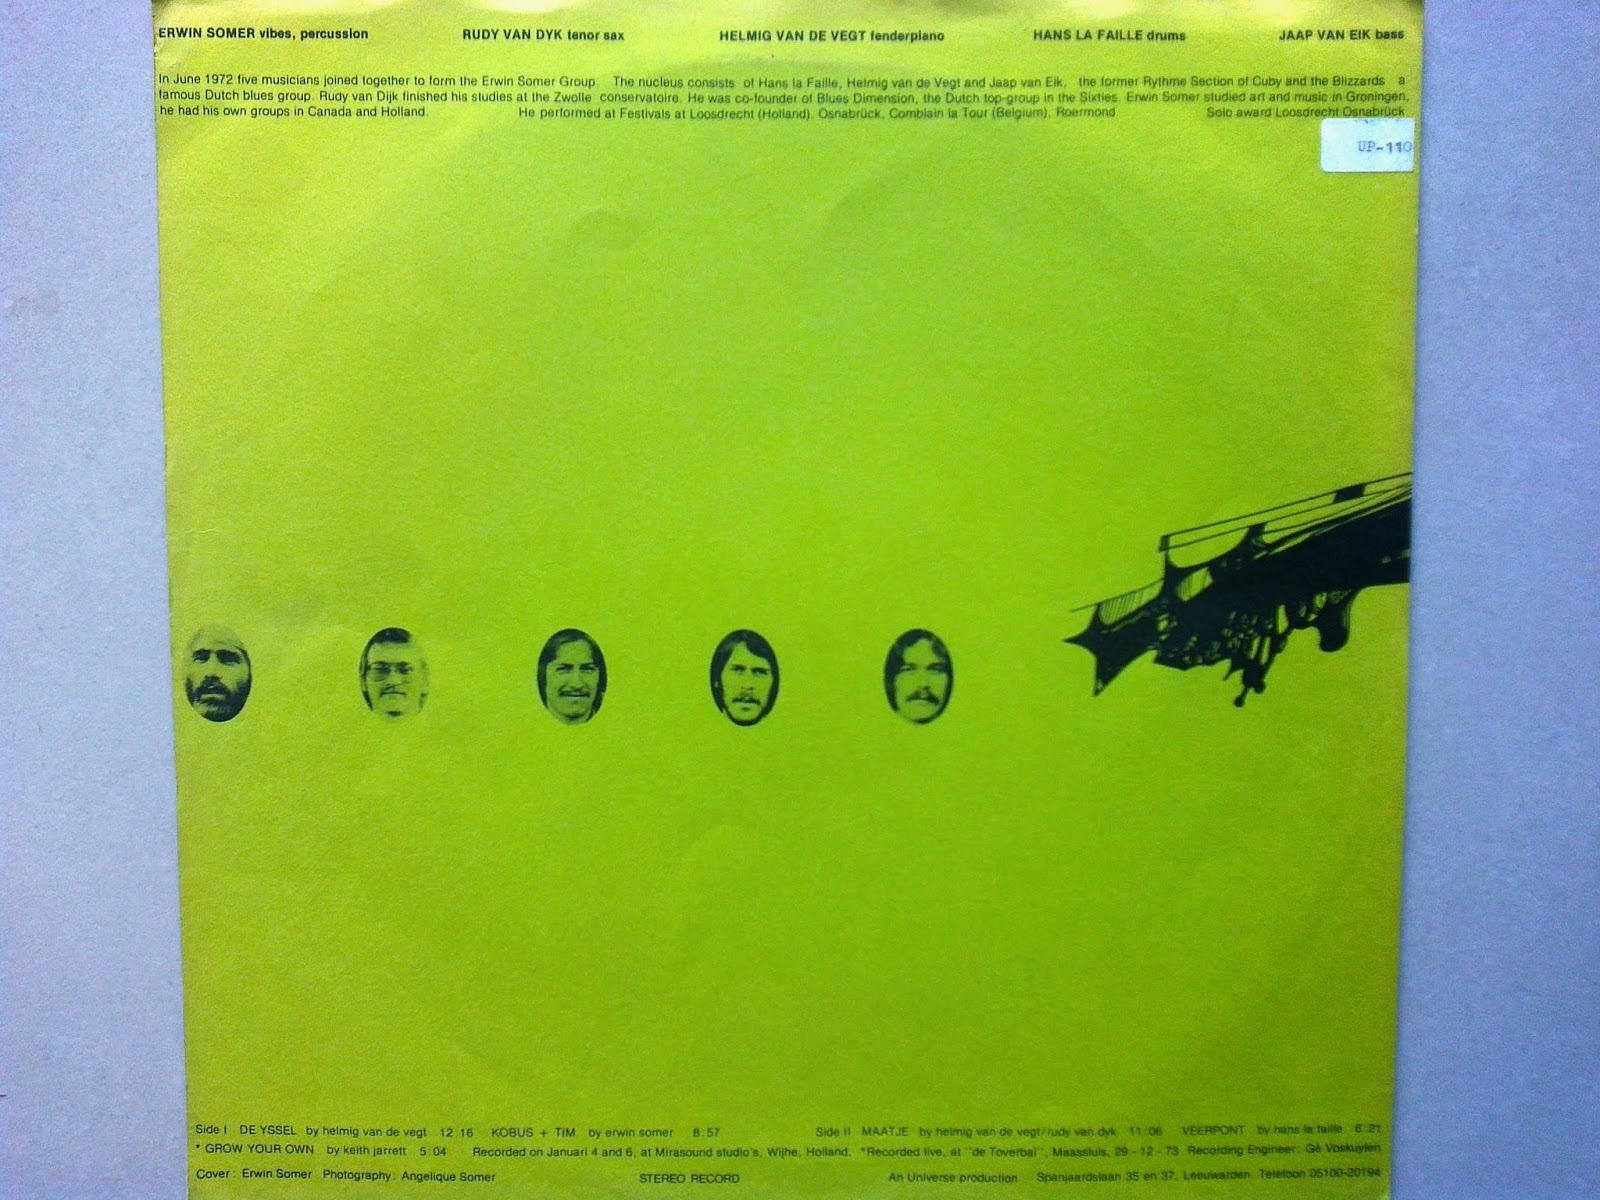 ERWIN SOMER vibes, percussion RUDY VAN DYK tenor sax HELMIG VAN DE VEGT fenderpiano HANS LA FAILLE drums JAAP VAN EIK bass
In June 1972 five musicians joined together to form the Erwin Somer Group. The nucleus consists of Hans la Faille, Helmig van de Vegt and Jaap van Eik, the former Rythme Section of Cuby and the Blizzards a
famous Dutch blues group. Rudy van Dijk finished his studies at the Zwolle conservatoire. He was co-founder of Blues Dimension, the Dutch top-group in the Sixties. Erwin Somer studied art and music in Groningen,
he had his own groups in Canada and Holland. He performed at Festivals at Loosdrecht (Holland). Osnabrück, Comblain la Tour (Belgium). Roermond Solo award Loosdrecht Osnabrück
UP-110
Side I DE YSSEL by helmig van de vegt 12:16 KOBUS + TIM by erwin somer 8:57 Side II MAATJE by helmig van de vegt/rudy van dyk 11:06 VEERPONT by hans la faille 6:21
* GROW YOUR OWN by keith jarrett 5:04 Recorded on Januari 4 and 6, at Mirasound studio's, Wijhe, Holland. *Recorded live, at "de Toverbal", Maassluis, 29-12-73 Recording Engineer: Gé Voskuylen
Cover: Erwin Somer Photography: Angelique Somer STEREO RECORD An Universe production Spanjaardslaan 35 en 37, Leeuwarden. Telefoon 05100-20194